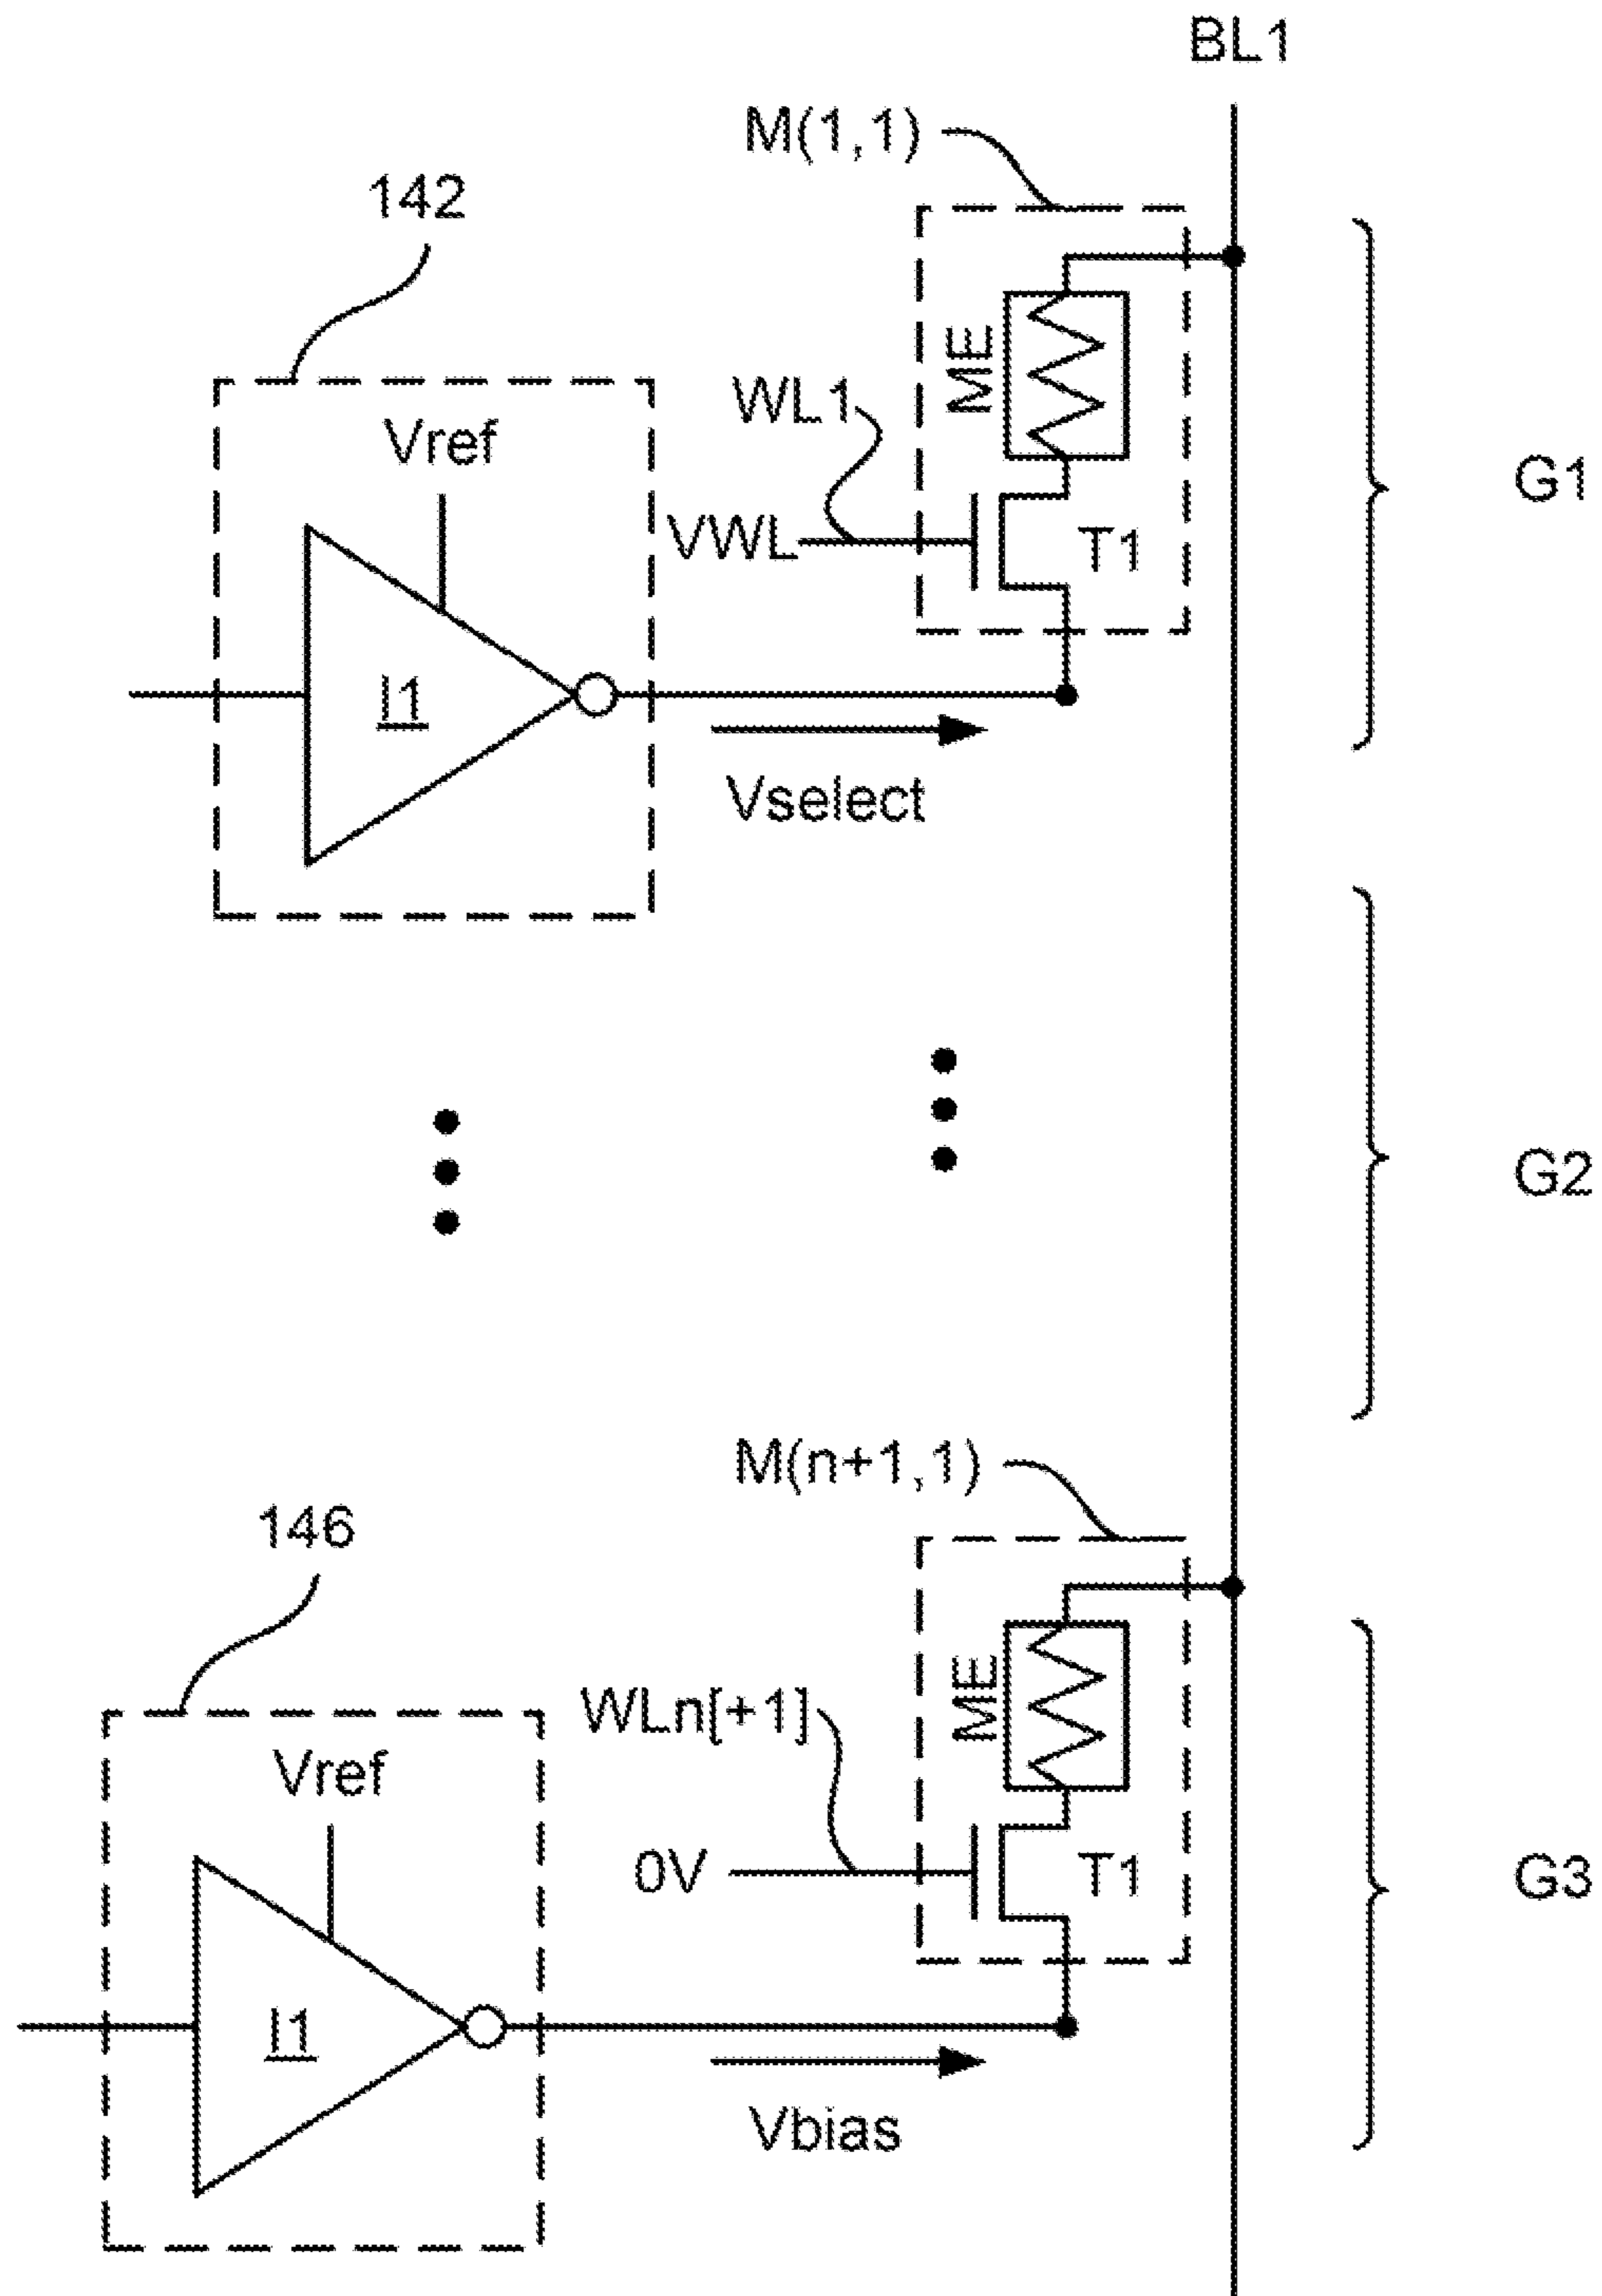 BL1
M(1,1)
142
Vref
WL1
ME
VWL
T1
G1
I1
Vselect
G2
M(n+1,1)
146
Vref
WLn[+1]
ME
0V
T1
G3
I1
Vbias